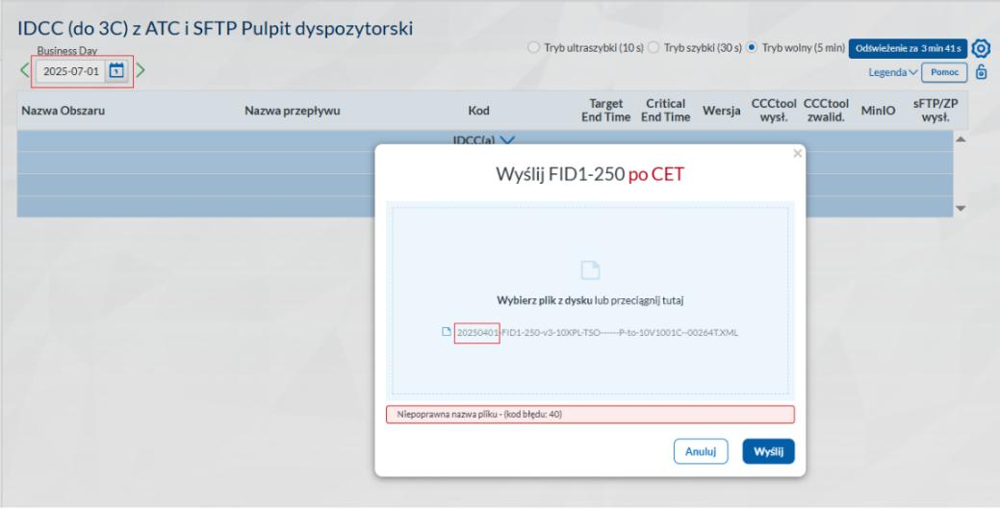 IDCC (do 3C) z ATC i SFTP Pulpit dyspozytorski
Business Day
2025-07-01
Tryb ultraszybki (10 s) Tryb szybki (30 s) Tryb wolny (5 min) Odświeżenie za 3 min 41 s
Legenda Pomoc
Nazwa Obszaru Nazwa przepływu Kod Target End Time Critical End Time Wersja CCCtool wysł. CCCtool zwalid. MinIO sFTP/ZP wysł.
IDCC(a)
Wyślij FID1-250 po CET
Wybierz plik z dysku lub przeciągnij tutaj
20250401-FID1-250-v3-10XPL-TSO------P-to-10V1001C--00264T.XML
Niepoprawna nazwa pliku - (kod błędu: 40)
Anuluj Wyślij